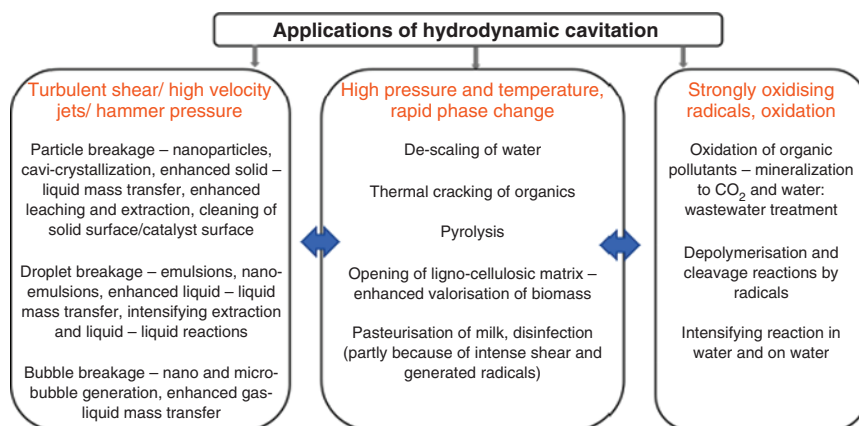 Applications of hydrodynamic cavitation
Turbulent shear/ high velocity
jets/ hammer pressure
Particle breakage – nanoparticles,
cavi-crystallization, enhanced solid –
liquid mass transfer, enhanced
leaching and extraction, cleaning of
solid surface/catalyst surface
Droplet breakage – emulsions, nano-
emulsions, enhanced liquid – liquid
mass transfer, intensifying extraction
and liquid – liquid reactions
Bubble breakage – nano and micro-
bubble generation, enhanced gas-
liquid mass transfer
High pressure and temperature,
rapid phase change
De-scaling of water
Thermal cracking of organics
Pyrolysis
Opening of ligno-cellulosic matrix –
enhanced valorisation of biomass
Pasteurisation of milk, disinfection
(partly because of intense shear and
generated radicals)
Strongly oxidising
radicals, oxidation
Oxidation of organic
pollutants – mineralization
to CO₂ and water:
wastewater treatment
Depolymerisation and
cleavage reactions by
radicals
Intensifying reaction in
water and on water